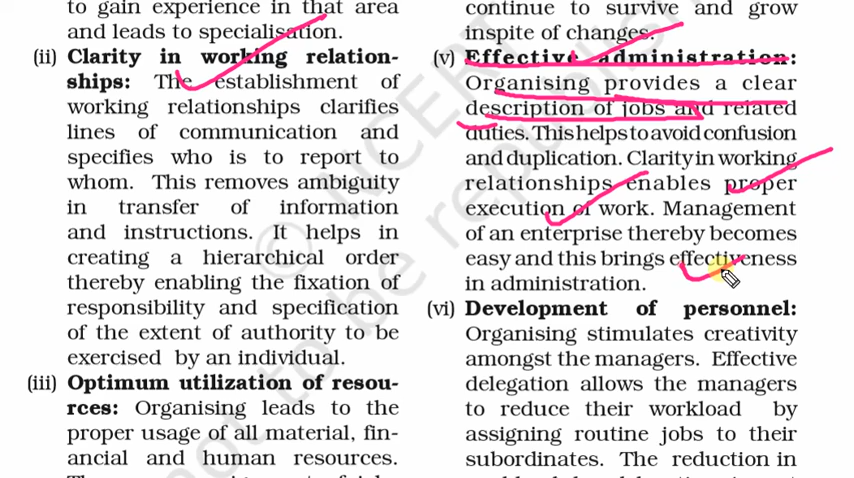 to gain experience in that area
and leads to specialisation.
(ii) Clarity in working relation-
ships: The establishment of
working relationships clarifies
lines of communication and
specifies who is to report to
whom. This removes ambiguity
in transfer of information
and instructions. It helps in
creating a hierarchical order
thereby enabling the fixation of
responsibility and specification
of the extent of authority to be
exercised by an individual.
(iii) Optimum utilization of resou-
rces: Organising leads to the
proper usage of all material, fin-
ancial and human resources.
continue to survive and grow
inspite of changes.
(v) Effective administration:
Organising provides a clear
description of jobs and related
duties. This helps to avoid confusion
and duplication. Clarity in working
relationships enables proper
execution of work. Management
of an enterprise thereby becomes
easy and this brings effectiveness
in administration.
(vi) Development of personnel:
Organising stimulates creativity
amongst the managers. Effective
delegation allows the managers
to reduce their workload by
assigning routine jobs to their
subordinates. The reduction in
© NCERT
not to be republish